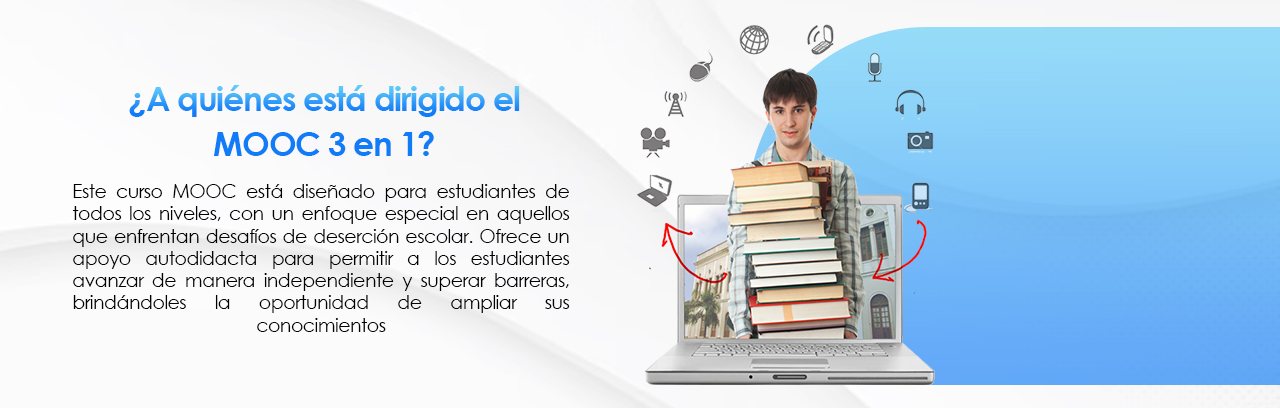 ¿A quiénes está dirigido el
MOOC 3 en 1?
Este curso MOOC está diseñado para estudiantes de
todos los niveles, con un enfoque especial en aquellos
que enfrentan desafíos de deserción escolar. Ofrece un
apoyo autodidacta para permitir a los estudiantes
avanzar de manera independiente y superar barreras,
brindándoles la oportunidad de ampliar sus
conocimientos